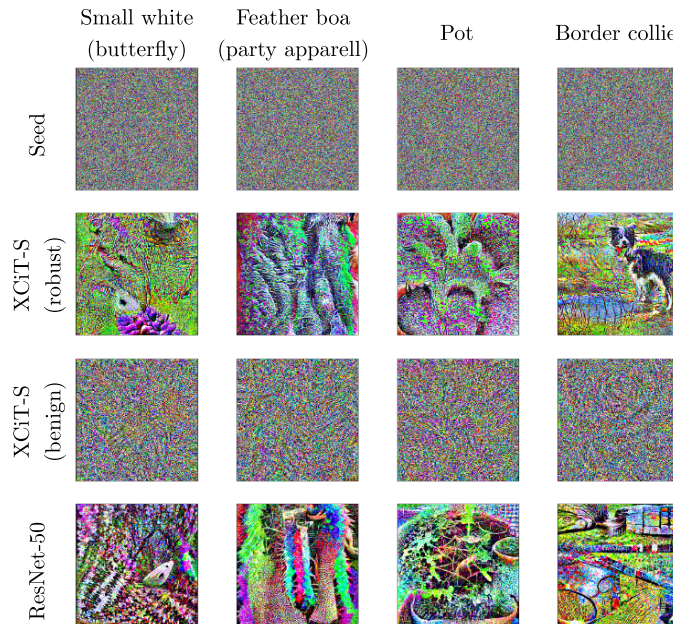 Small white
(butterfly)
Feather boa
(party apparell)
Pot
Border collie
Seed
XCiT-S
(robust)
XCiT-S
(benign)
ResNet-50